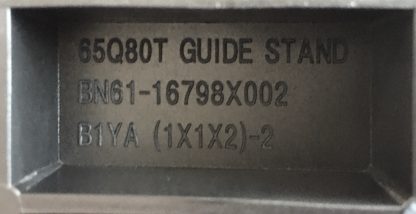 65Q80T GUIDE STAND
BN61-16798X002
B1YA (1X1X2)-2